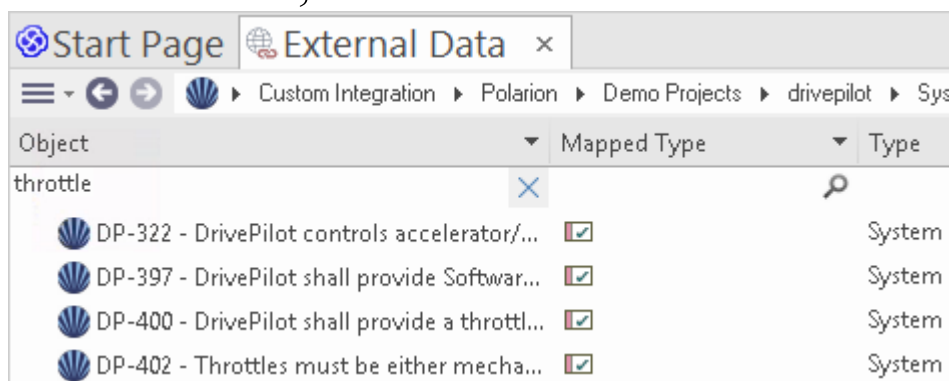 Start Page External Data ×
Custom Integration Polarion Demo Projects drivepilot Sys
Object Mapped Type Type
throttle
DP-322 - DrivePilot controls accelerator/... System
DP-397 - DrivePilot shall provide Softwar... System
DP-400 - DrivePilot shall provide a throttl... System
DP-402 - Throttles must be either mecha... System